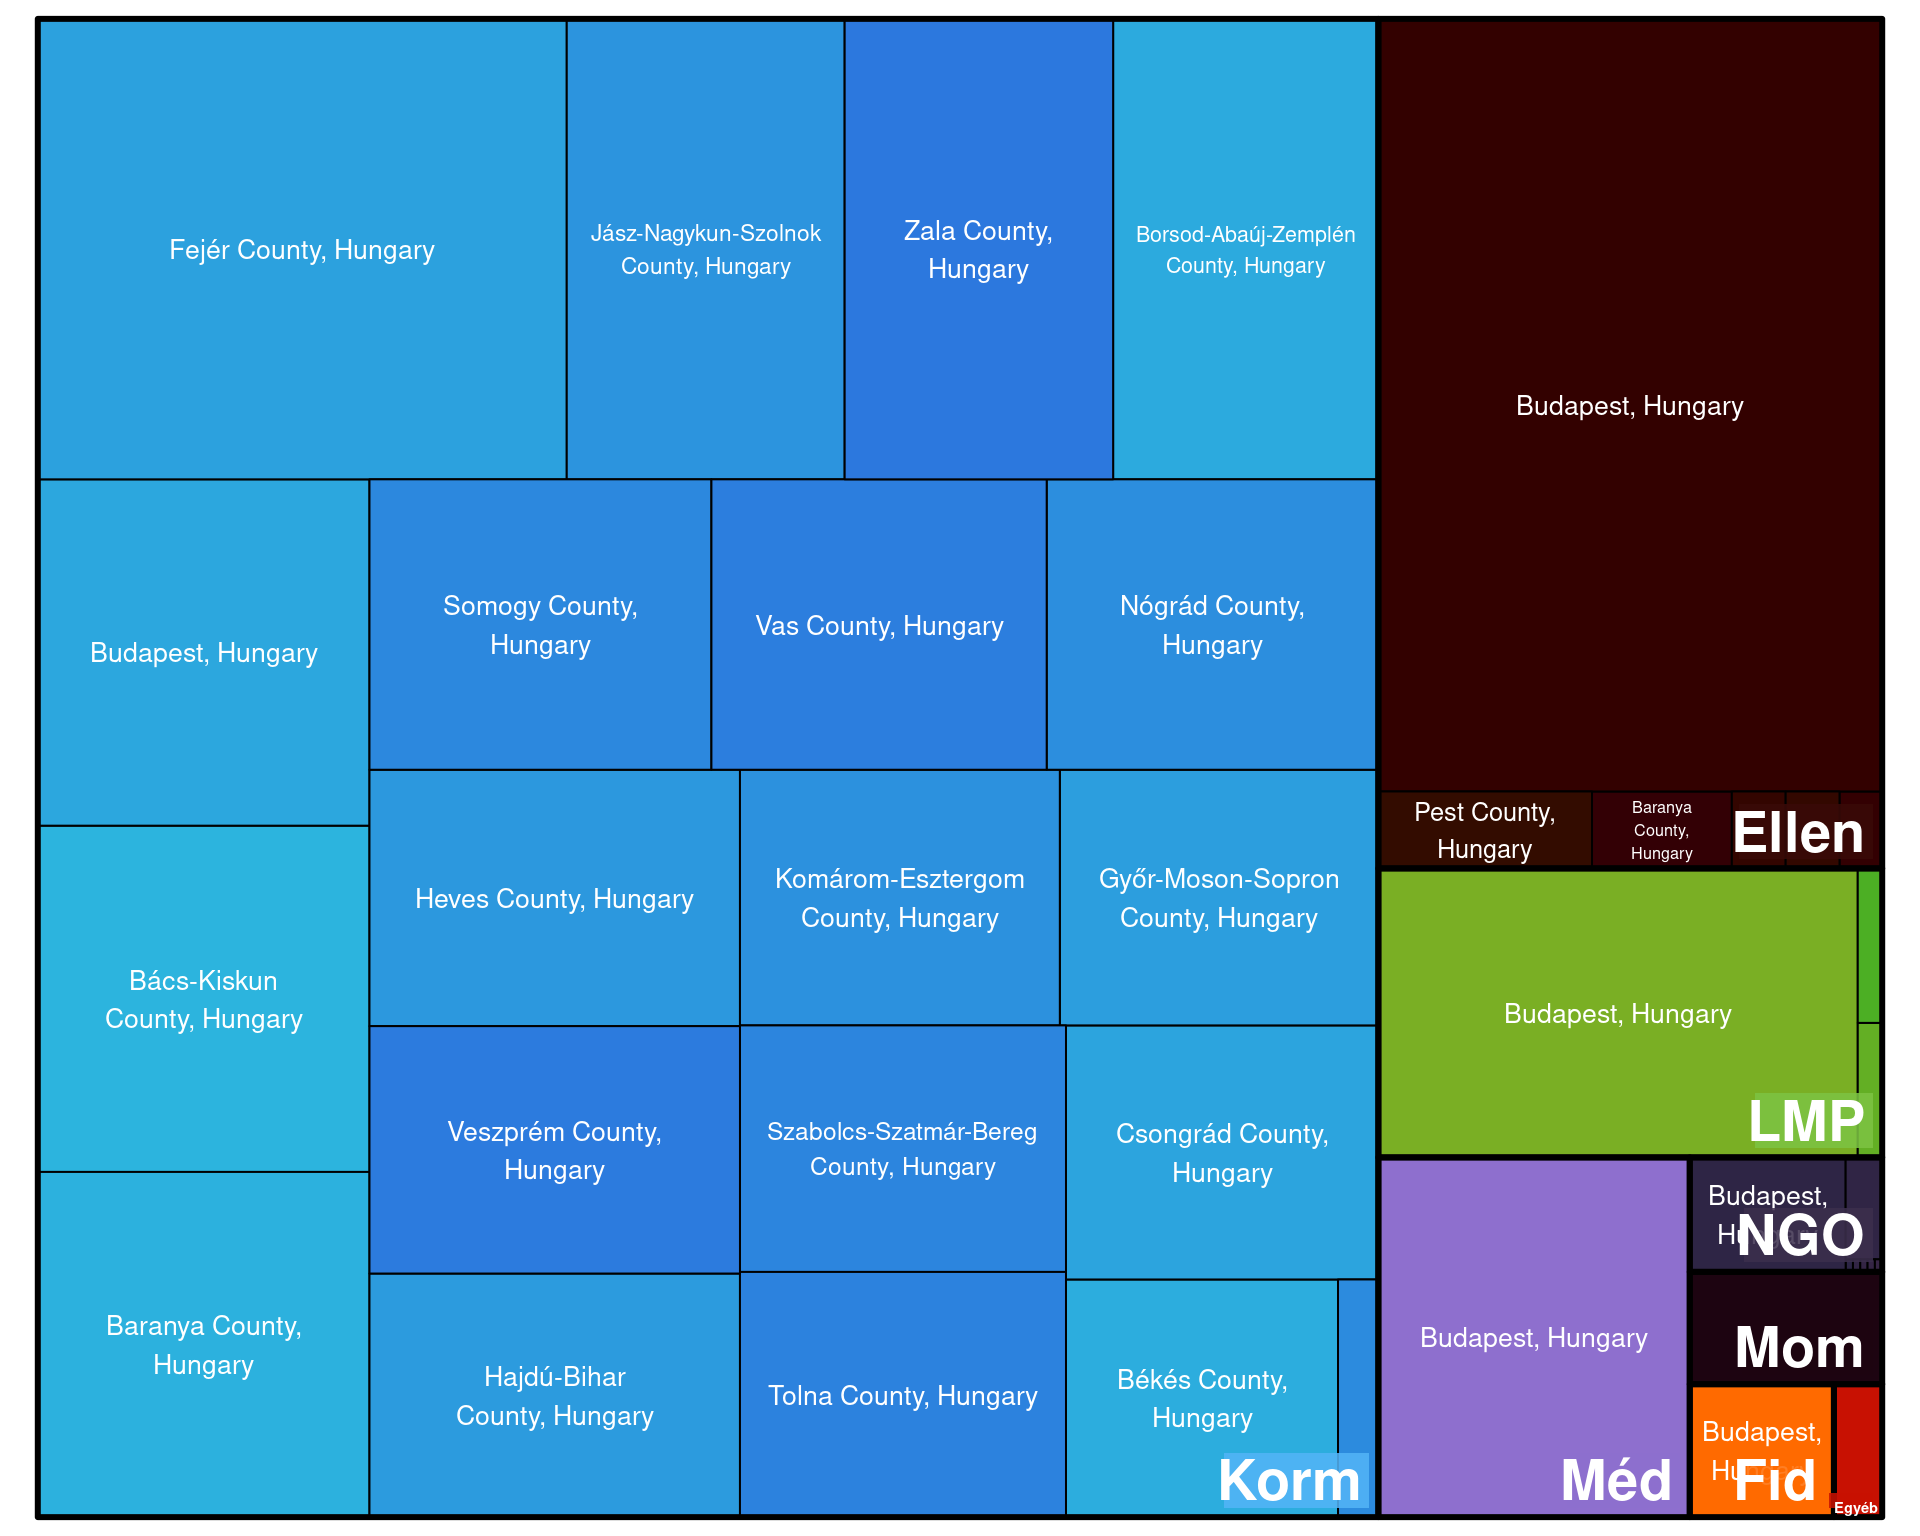 Fejér County, Hungary
Jász-Nagykun-Szolnok
County, Hungary
Zala County,
Hungary
Borsod-Abaúj-Zemplén
County, Hungary
Budapest, Hungary
Somogy County,
Hungary
Vas County, Hungary
Nógrád County,
Hungary
Bács-Kiskun
County, Hungary
Heves County, Hungary
Komárom-Esztergom
County, Hungary
Győr-Moson-Sopron
County, Hungary
Veszprém County,
Hungary
Szabolcs-Szatmár-Bereg
County, Hungary
Csongrád County,
Hungary
Baranya County,
Hungary
Hajdú-Bihar
County, Hungary
Tolna County, Hungary
Békés County,
Hungary
Korm
Budapest, Hungary
Pest County,
Hungary
Baranya
County,
Hungary
Ellen
Budapest, Hungary
LMP
Budapest, Hungary
Méd
Budapest,
NGO
Mom
Budapest,
Fid
Egyéb